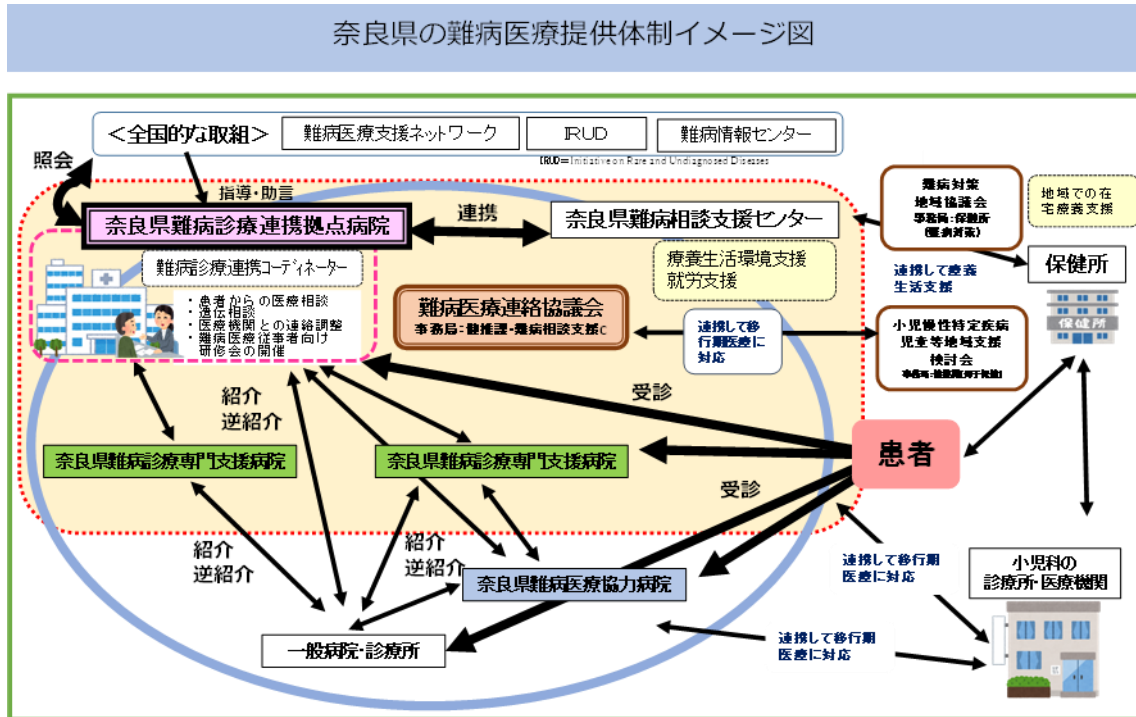 奈良県の難病医療提供体制イメージ図
＜全国的な取組＞
難病医療支援ネットワーク
IRUD
難病情報センター
IRUD＝Initiative on Rare and Undiagnosed Diseases
照会
指導・助言
奈良県難病診療連携拠点病院
連携
奈良県難病相談支援センター
難病対策
地域協議会
事務局：保健所
（難病対策）
地域での在
宅療養支援
難病診療連携コーディネーター
・患者からの医療相談
・遺伝相談
・医療機関との連絡調整
・難病医療従事者向け
研修会の開催
療養生活環境支援
就労支援
連携して療養
生活支援
保健所
保健所
難病医療連絡協議会
事務局：健推課・難病相談支援C
連携して移
行期医療に
対応
小児慢性特定疾病
児童等地域支援
検討会
紹介
逆紹介
受診
奈良県難病診療専門支援病院
奈良県難病診療専門支援病院
患者
受診
紹介
逆紹介
紹介
逆紹介
奈良県難病医療協力病院
連携して移行期
医療に対応
小児科の
診療所・医療機関
一般病院・診療所
連携して移行期
医療に対応